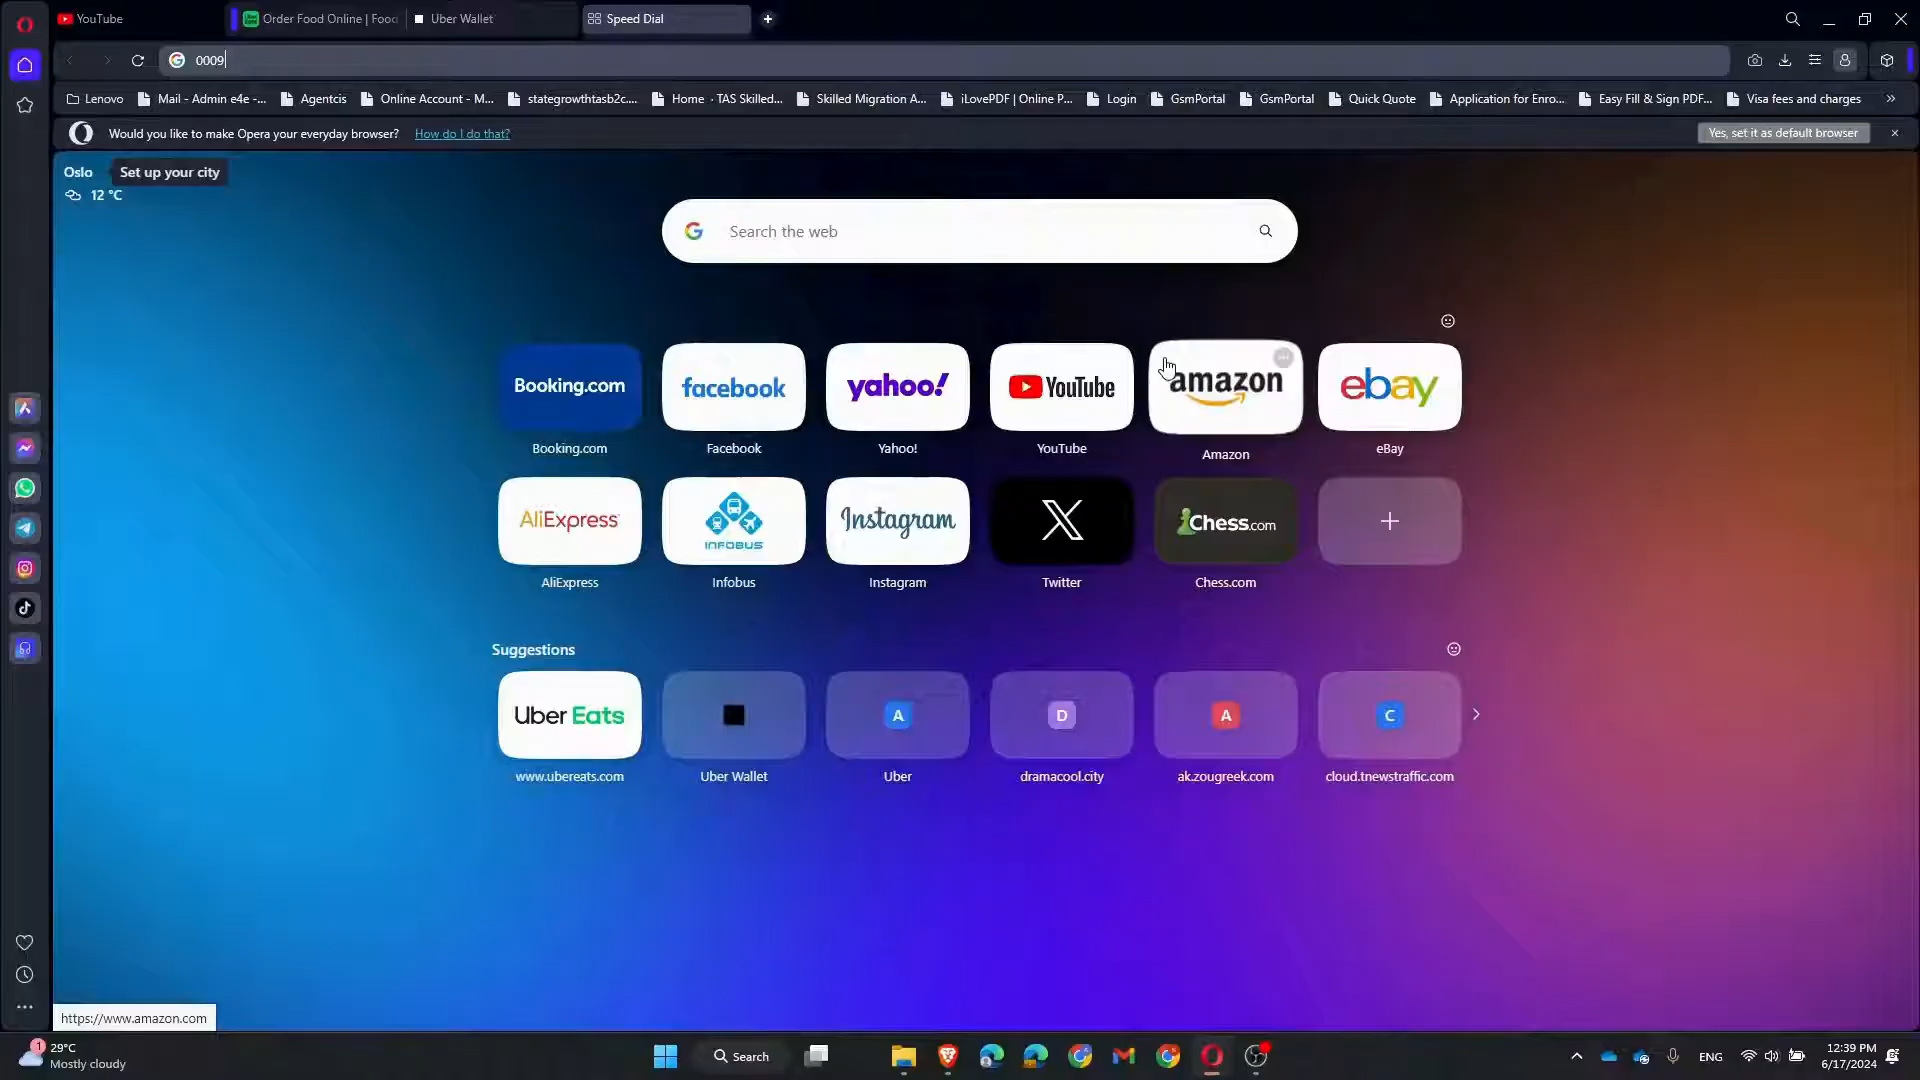 YouTube
Order Food Online | Food
Uber Wallet
Speed Dial
0009
Lenovo
Mail - Admin e4e -...
Agentcis
Online Account - M...
stategrowthtasb2c....
Home · TAS Skilled...
Skilled Migration A...
iLovePDF | Online P...
Login
GsmPortal
GsmPortal
Quick Quote
Application for Enro...
Easy Fill & Sign PDF...
Visa fees and charges
Would you like to make Opera your everyday browser?
How do I do that?
Yes, set it as default browser
Oslo
Set up your city
12 °C
Search the web
Booking.com
facebook
yahoo!
YouTube
amazon
ebay
Booking.com
Facebook
Yahoo!
YouTube
Amazon
eBay
AliExpress
INFOBUS
Instagram
X
Chess.com
AliExpress
Infobus
Instagram
Twitter
Chess.com
Suggestions
Uber Eats
A
D
A
C
www.ubereats.com
Uber Wallet
Uber
dramacool.city
ak.zougreek.com
cloud.tnewstraffic.com
https://www.amazon.com
1
29°C
Mostly cloudy
Search
ENG
12:39 PM
6/17/2024